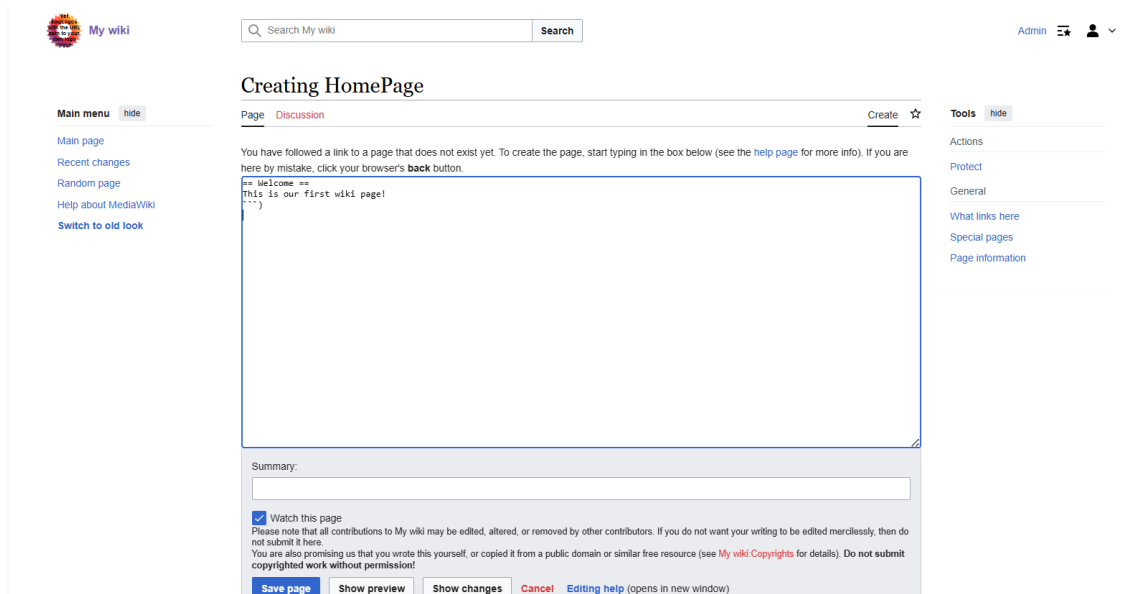 My wiki
Search My wiki
Search
Admin
Creating HomePage
Main menu hide
Page Discussion
Create
Tools hide
Main page
Recent changes
Random page
Help about MediaWiki
Switch to old look
You have followed a link to a page that does not exist yet. To create the page, start typing in the box below (see the help page for more info). If you are
here by mistake, click your browser's back button.
== Welcome ==
This is our first wiki page!
```)
Actions
Protect
General
What links here
Special pages
Page information
Summary:
Watch this page
Please note that all contributions to My wiki may be edited, altered, or removed by other contributors. If you do not want your writing to be edited mercilessly, then do
not submit it here.
You are also promising us that you wrote this yourself, or copied it from a public domain or similar free resource (see My wiki:Copyrights for details). Do not submit
copyrighted work without permission!
Save page
Show preview
Show changes
Cancel
Editing help (opens in new window)